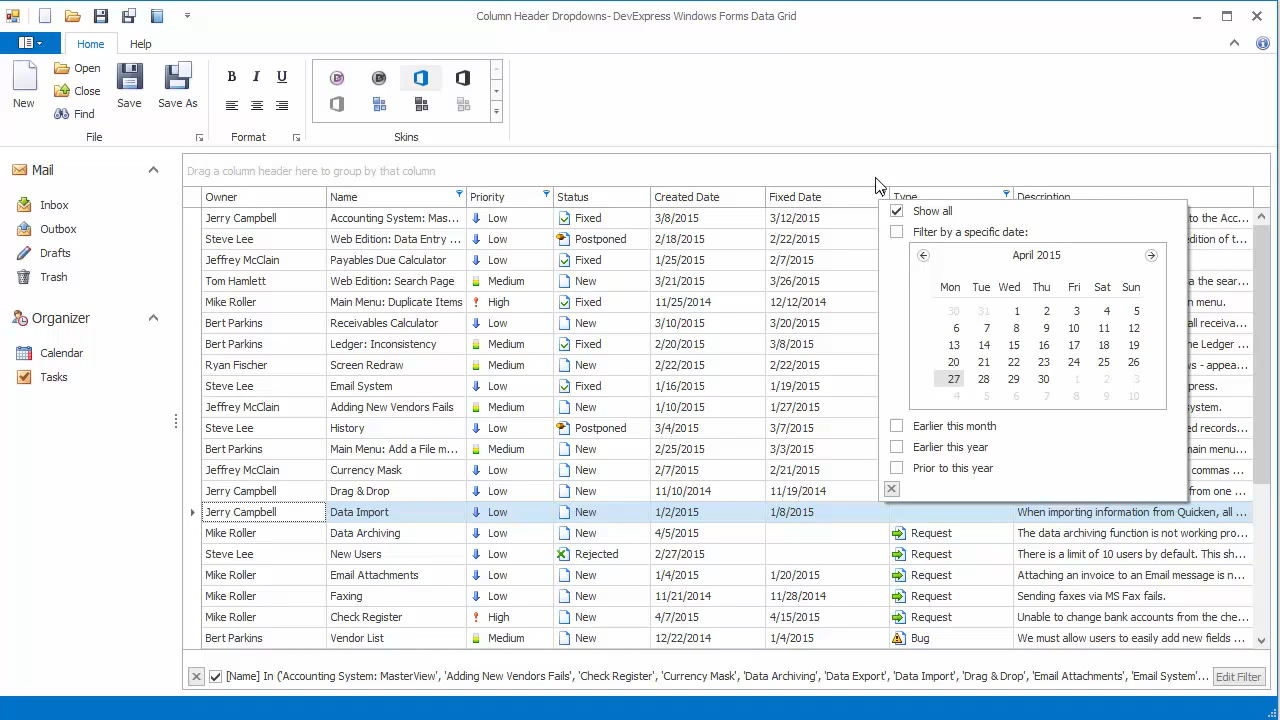 Column Header Dropdowns- DevExpress Windows Forms Data Grid
Home Help
New
Open
Close
Find
Save
Save As
B I U
File Format Skins
Mail
Inbox
Outbox
Drafts
Trash
Organizer
Calendar
Tasks
Drag a column header here to group by that column
Owner Name Priority Status Created Date Fixed Date Type Description
Jerry Campbell Accounting System: Mas... Low Fixed 3/8/2015 3/12/2015 to the Acco...
Steve Lee Web Edition: Data Entry ... Low Postponed 2/18/2015 2/22/2015 edition of t...
Jeffrey McClain Payables Due Calculator Low Fixed 1/25/2015 2/7/2015
Tom Hamlett Web Edition: Search Page Medium New 3/21/2015 3/26/2015 a the sear...
Mike Roller Main Menu: Duplicate Items High Fixed 11/25/2014 12/12/2014 n menu.
Bert Parkins Receivables Calculator Low New 3/10/2015 3/20/2015 all receiva...
Bert Parkins Ledger: Inconsistency Medium Fixed 2/20/2015 3/8/2015 the Ledger ...
Ryan Fischer Screen Redraw Medium New 2/22/2015 2/22/2015 ws - appea...
Steve Lee Email System Low Fixed 1/16/2015 1/19/2015 press.
Jeffrey McClain Adding New Vendors Fails Medium New 1/10/2015 1/27/2015 system.
Steve Lee History Low Postponed 3/4/2015 3/7/2015 ed records...
Bert Parkins Main Menu: Add a File m... Medium New 2/25/2015 3/3/2015 main menu...
Jeffrey McClain Currency Mask Low New 2/7/2015 2/21/2015 commas ...
Jerry Campbell Drag & Drop Low New 11/10/2014 11/19/2014 from one ...
Jerry Campbell Data Import Low New 1/2/2015 1/8/2015 When importing information from Quicken, all ...
Mike Roller Data Archiving Low New 4/5/2015 Request The data archiving function is not working pro...
Steve Lee New Users Low Rejected 2/27/2015 Request There is a limit of 10 users by default. This sh...
Mike Roller Email Attachments Low New 1/4/2015 1/20/2015 Request Attaching an invoice to an Email message is n...
Mike Roller Faxing Low New 11/21/2014 11/28/2014 Request Sending faxes via MS Fax fails.
Mike Roller Check Register High New 4/7/2015 4/15/2015 Request Unable to change bank accounts from the che...
Bert Parkins Vendor List Medium New 12/22/2014 1/4/2015 Bug We must allow users to easily add new fields ...
Show all
Filter by a specific date:
April 2015
Mon Tue Wed Thu Fri Sat Sun
30 31 1 2 3 4 5
6 7 8 9 10 11 12
13 14 15 16 17 18 19
20 21 22 23 24 25 26
27 28 29 30 1 2 3
4 5 6 7 8 9 10
Earlier this month
Earlier this year
Prior to this year
[Name] In ('Accounting System: MasterView', 'Adding New Vendors Fails', 'Check Register', 'Currency Mask', 'Data Archiving', 'Data Export', 'Data Import', 'Drag & Drop', 'Email Attachments', 'Email System'... Edit Filter